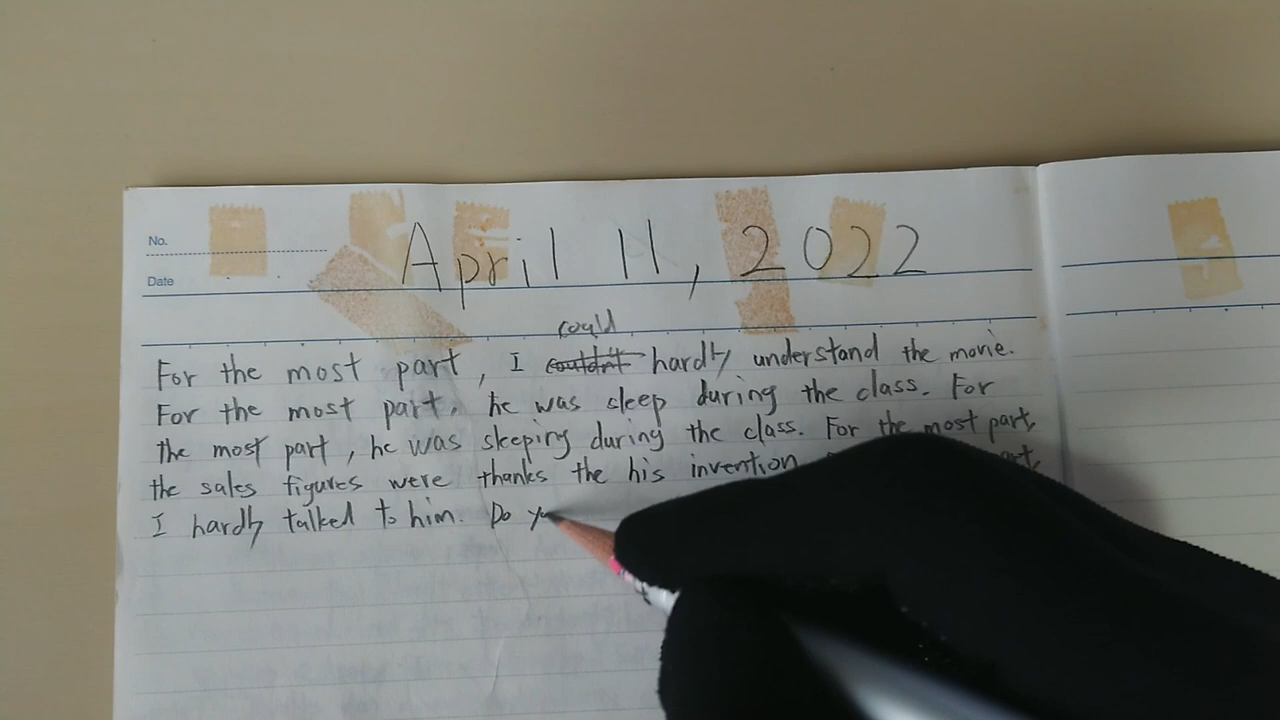 No.
Date
April 11, 2022
could
For the most part, I couldn't hardly understand the movie.
For the most part, he was sleep during the class. For
the most part, he was sleeping during the class. For the most part,
the sales figures were thanks the his invention
I hardly talked to him. Do